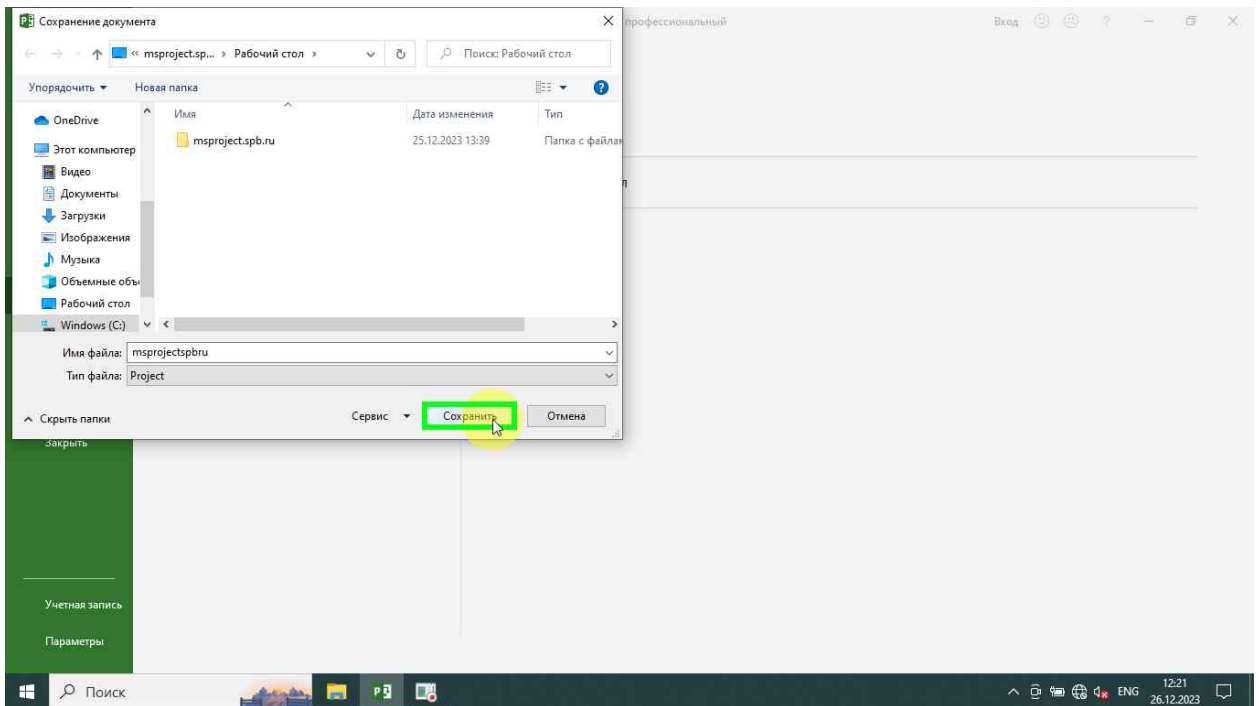 Сохранение документа
профессиональный
Вход
?
« msproject.sp... › Рабочий стол ›
Поиск: Рабочий стол
Упорядочить
Новая папка
?
Имя
Дата изменения
Тип
OneDrive
msproject.spb.ru
25.12.2023 13:39
Папка с файлам
Этот компьютер
Видео
Документы
Загрузки
Изображения
Музыка
Объемные объ
Рабочий стол
Windows (C:)
Имя файла: msprojectspbru
Тип файла: Project
Скрыть папки
Сервис
Сохранить
Отмена
Закрыть
Учетная запись
Параметры
Поиск
ENG
12:21
26.12.2023